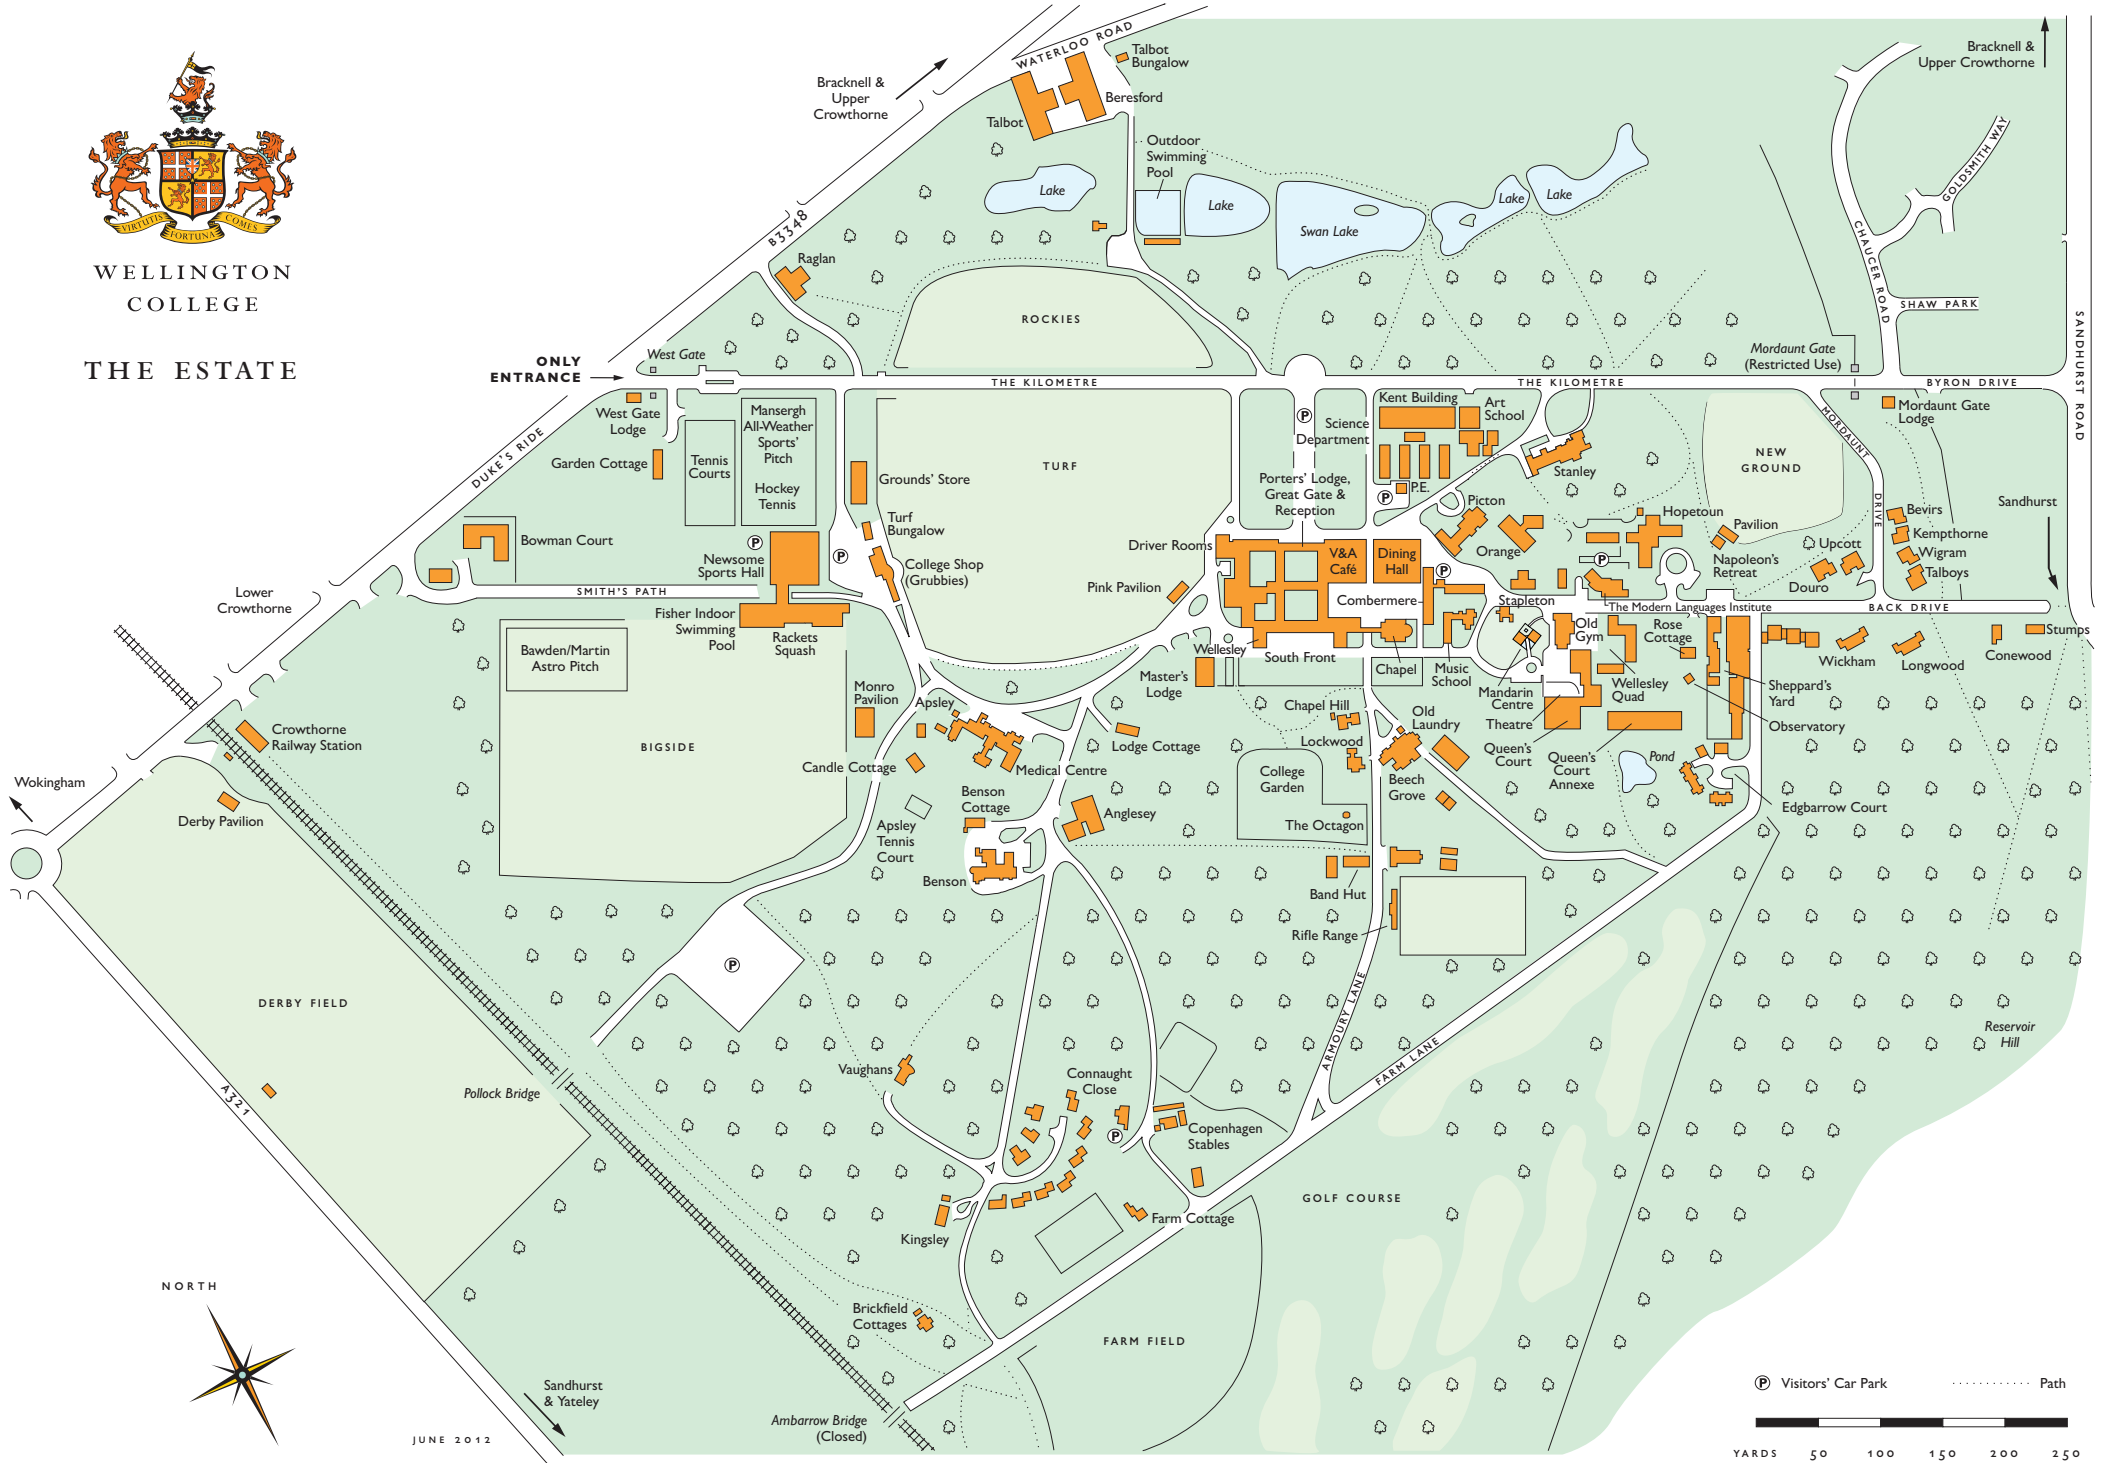 VIRTUTIS
FORTUNA
COMES
WELLINGTON
COLLEGE
THE ESTATE
Bracknell &
Upper
Crowthorne
WATERLOO ROAD
Talbot
Bungalow
Beresford
Talbot
Outdoor
Swimming
Pool
Lake
Lake
Swan Lake
Lake
Lake
Bracknell &
Upper Crowthorne
GOLDSMITH WAY
CHAUCER ROAD
SHAW PARK
SANDHURST ROAD
B3348
Raglan
ROCKIES
West Gate
ONLY
ENTRANCE
THE KILOMETRE
THE KILOMETRE
Mordaunt Gate
(Restricted Use)
BYRON DRIVE
Mordaunt Gate
Lodge
MORDAUNT
DRIVE
West Gate
Lodge
DUKE'S RIDE
Garden Cottage
Tennis
Courts
Mansergh
All-Weather
Sports'
Pitch
Hockey
Tennis
Grounds' Store
TURF
Turf
Bungalow
Kent Building
Art
School
Science
Department
P
Porters' Lodge,
Great Gate &
Reception
P
P.E.
Stanley
NEW
GROUND
Sandhurst
Picton
Hopetoun
Pavilion
Bevirs
Kempthorne
Wigram
Talboys
Upcott
Douro
Napoleon's
Retreat
Orange
P
Bowman Court
P
Newsome
Sports Hall
P
College Shop
(Grubbies)
Driver Rooms
V&A
Café
Dining
Hall
P
Pink Pavilion
Combermere
Stapleton
The Modern Languages Institute
BACK DRIVE
SMITH'S PATH
Lower
Crowthorne
Fisher Indoor
Swimming
Pool
Rackets
Squash
Bawden/Martin
Astro Pitch
Wellesley
South Front
Chapel
Music
School
Mandarin
Centre
Old
Gym
Rose
Cottage
Wellesley
Quad
Sheppard's
Yard
Observatory
Wickham
Longwood
Conewood
Stumps
Master's
Lodge
Monro
Pavilion
Apsley
Chapel Hill
Lockwood
Old
Laundry
Theatre
Queen's
Court
Queen's
Court
Annexe
Pond
Edgbarrow Court
Crowthorne
Railway Station
BIGSIDE
Candle Cottage
Lodge Cottage
Medical Centre
College
Garden
Beech
Grove
Wokingham
Derby Pavilion
Benson
Cottage
Anglesey
The Octagon
Apsley
Tennis
Court
Benson
Band Hut
Rifle Range
P
DERBY FIELD
ARMOURY LANE
FARM LANE
Reservoir
Hill
Vaughans
Connaught
Close
Pollock Bridge
A321
P
Copenhagen
Stables
GOLF COURSE
Farm Cottage
Kingsley
NORTH
Brickfield
Cottages
FARM FIELD
Sandhurst
& Yateley
Ambarrow Bridge
(Closed)
JUNE 2012
P Visitors' Car Park
Path
YARDS 50 100 150 200 250